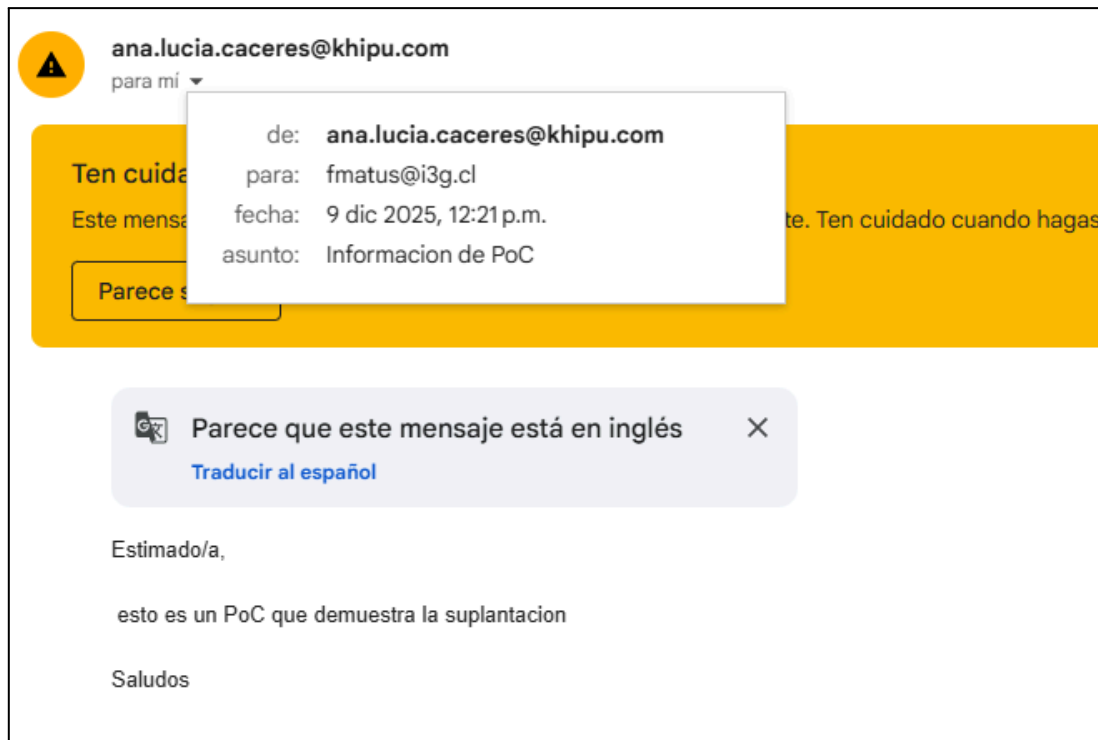 ana.lucia.caceres@khipu.com
para mí
de: ana.lucia.caceres@khipu.com
para: fmatus@i3g.cl
fecha: 9 dic 2025, 12:21 p.m.
asunto: Informacion de PoC
Ten
Este te. Ten cuidado cuando hagas
Parece
Parece que este mensaje está en inglés
Traducir al español
Estimado/a,
esto es un PoC que demuestra la suplantacion
Saludos